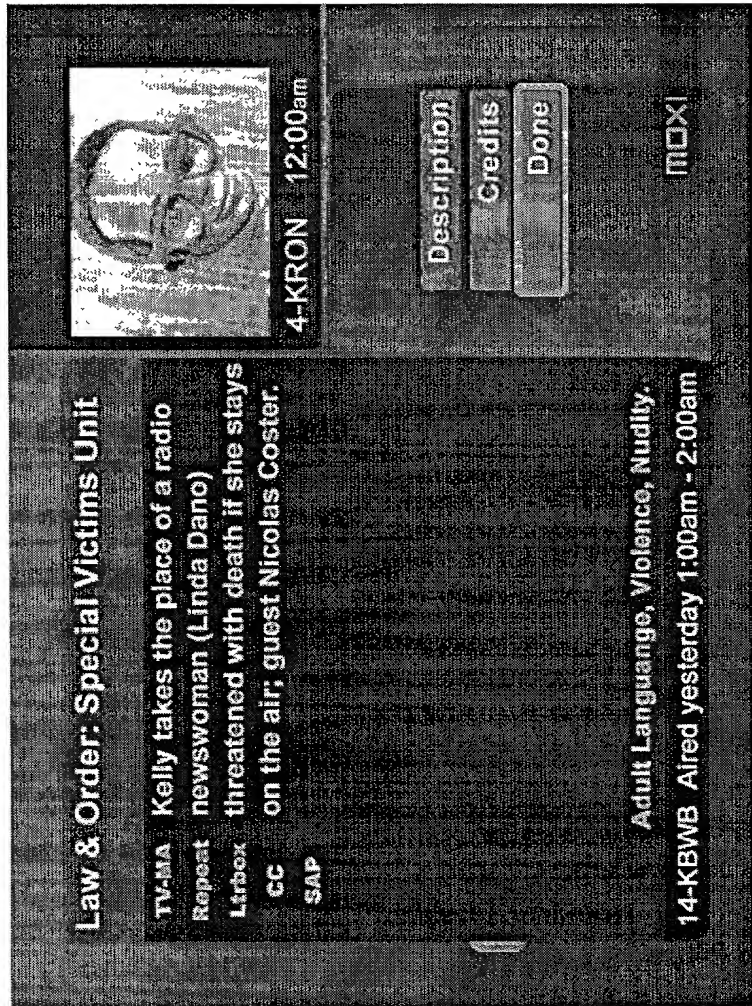 Law & Order: Special Victims Unit
TV-MA
Repeat
Ltrbox
CC
SAP
Kelly takes the place of a radio
newswoman (Linda Dano)
threatened with death if she stays
on the air; guest Nicolas Coster.
Adult Languange, Violence, Nudity.
14-KBWB Aired yesterday 1:00am - 2:00am
4-KRON 12:00am
Description
Credits
Done
moxi